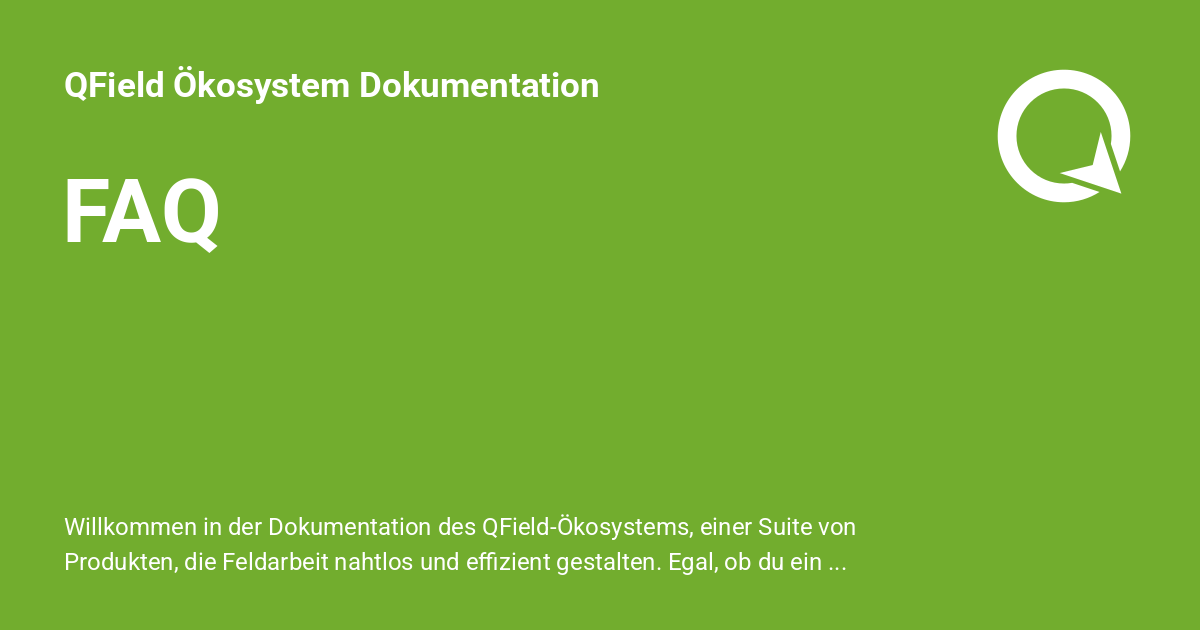 QField Ökosystem Dokumentation
FAQ
Willkommen in der Dokumentation des QField-Ökosystems, einer Suite von
Produkten, die Feldarbeit nahtlos und effizient gestalten. Egal, ob du ein ...